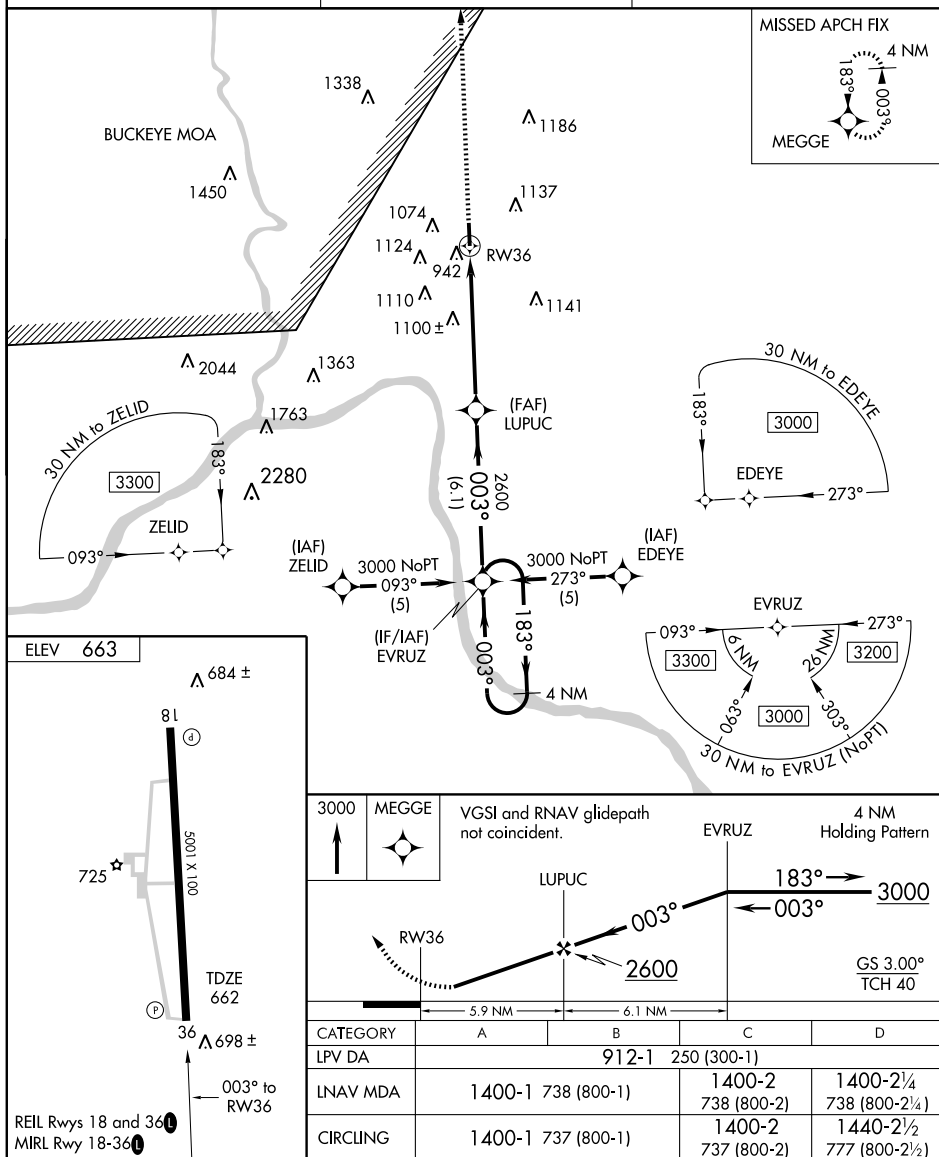 MISSED APCH FIX
4 NM
183°
003°
MEGGE
1338
1186
BUCKEYE MOA
1450
1137
1074
1124
942
RW36
1110
1100 ±
1141
2044
1363
1763
2280
(FAF)
LUPUC
30 NM to ZELID
183°
3300
ZELID
093°
30 NM to EDEYE
183°
3000
EDEYE
273°
2600
(6.1)
003°
(IAF)
ZELID
3000 NoPT
093°
(5)
3000 NoPT
273°
(5)
(IAF)
EDEYE
(IF/IAF)
EVRUZ
003°
183°
4 NM
EVRUZ
093°
273°
3300
6 NM
26 NM
3200
063°
3000
303°
30 NM to EVRUZ (NoPT)
ELEV 663
684 ±
18
P
5001 X 100
725
TDZE
662
P
36
698 ±
003° to
RW36
REIL Rwys 18 and 36 L
MIRL Rwy 18-36 L
3000
MEGGE
VGSI and RNAV glidepath
not coincident.
EVRUZ
4 NM
Holding Pattern
LUPUC
183°
003°
3000
003°
RW36
2600
GS 3.00°
TCH 40
5.9 NM
6.1 NM
CATEGORY A B C D
LPV DA 912-1 250 (300-1)
LNAV MDA 1400-1 738 (800-1) 1400-2 738 (800-2) 1400-2¼ 738 (800-2¼)
CIRCLING 1400-1 737 (800-1) 1400-2 737 (800-2) 1440-2½ 777 (800-2½)